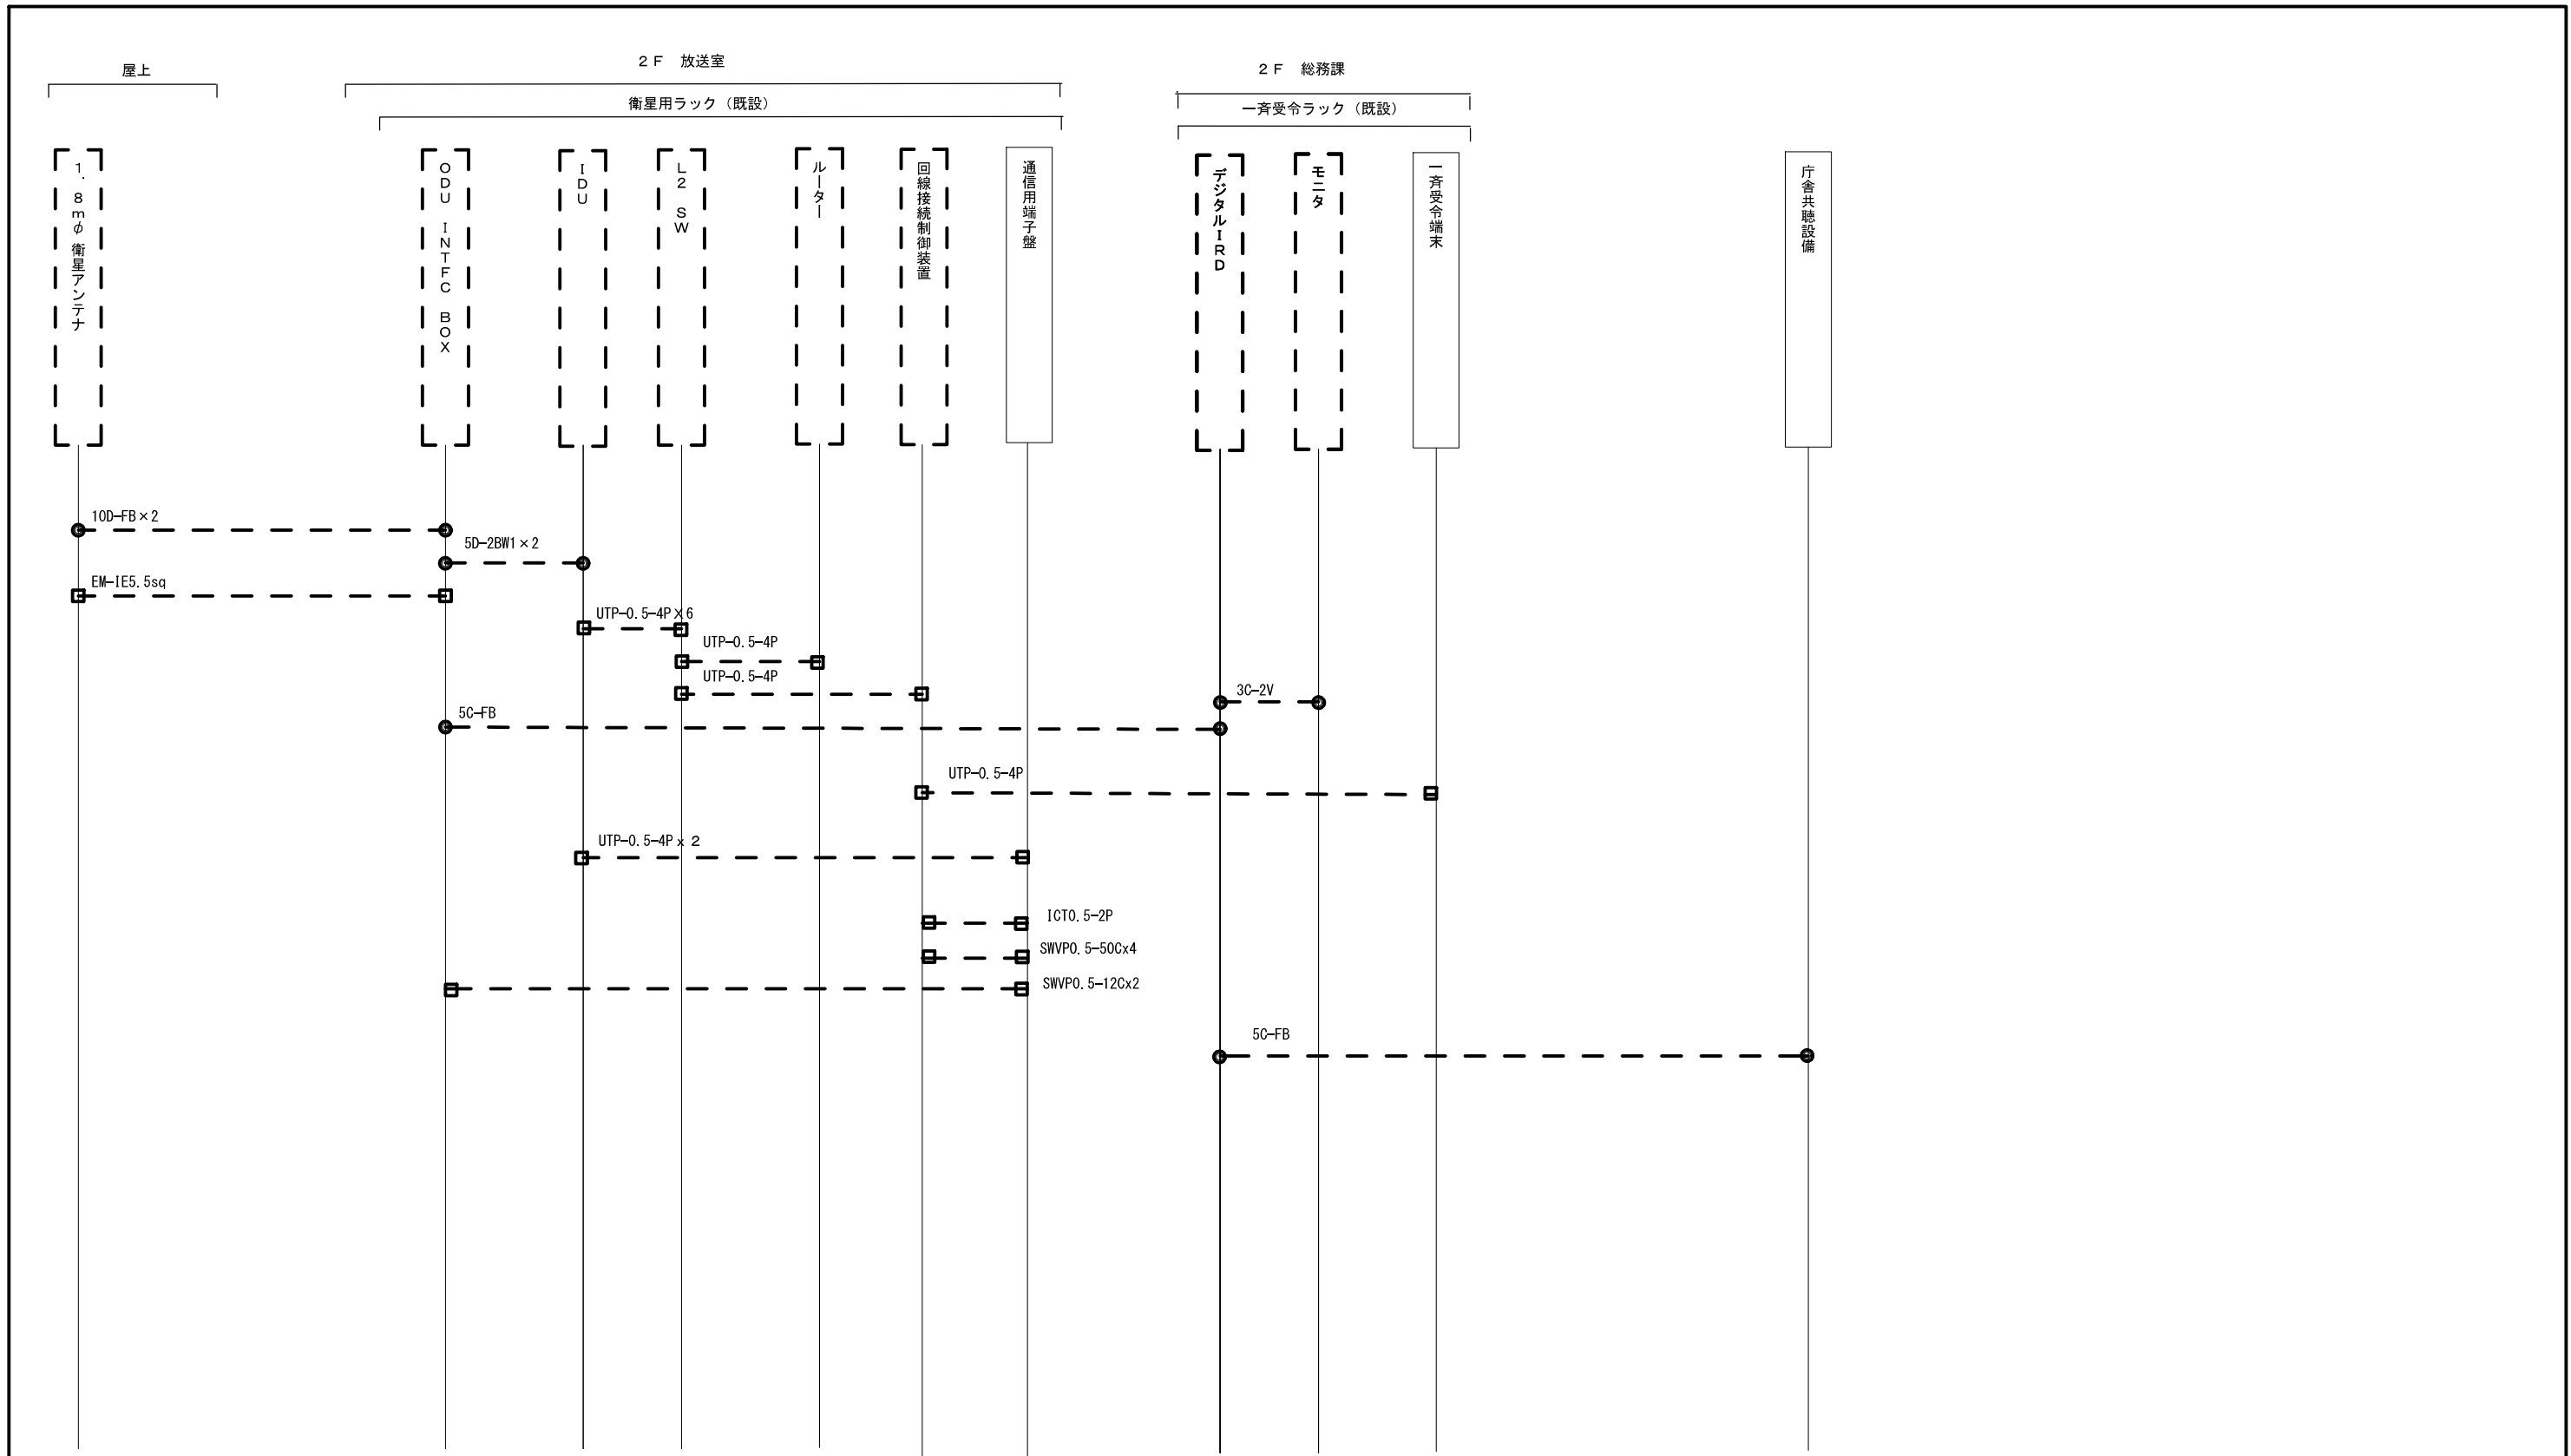 屋上
２Ｆ　放送室
２Ｆ　総務課
衛星用ラック（既設）
一斉受令ラック（既設）
１．８ｍφ衛星アンテナ
ＯＤＵ　ＩＮＴＦＣ　ＢＯＸ
ＩＤＵ
Ｌ２　ＳＷ
ルーター
回線接続制御装置
通信用端子盤
デジタルＩＲＤ
モニタ
一斉受令端末
庁舎共聴設備
10D-FB×2
5D-2BW1×2
EM-IE5.5sq
UTP-0.5-4P×6
UTP-0.5-4P
UTP-0.5-4P
3C-2V
5C-FB
UTP-0.5-4P
UTP-0.5-4Pｘ２
ICT0.5-2P
SWVP0.5-50Cx4
SWVP0.5-12Cx2
5C-FB